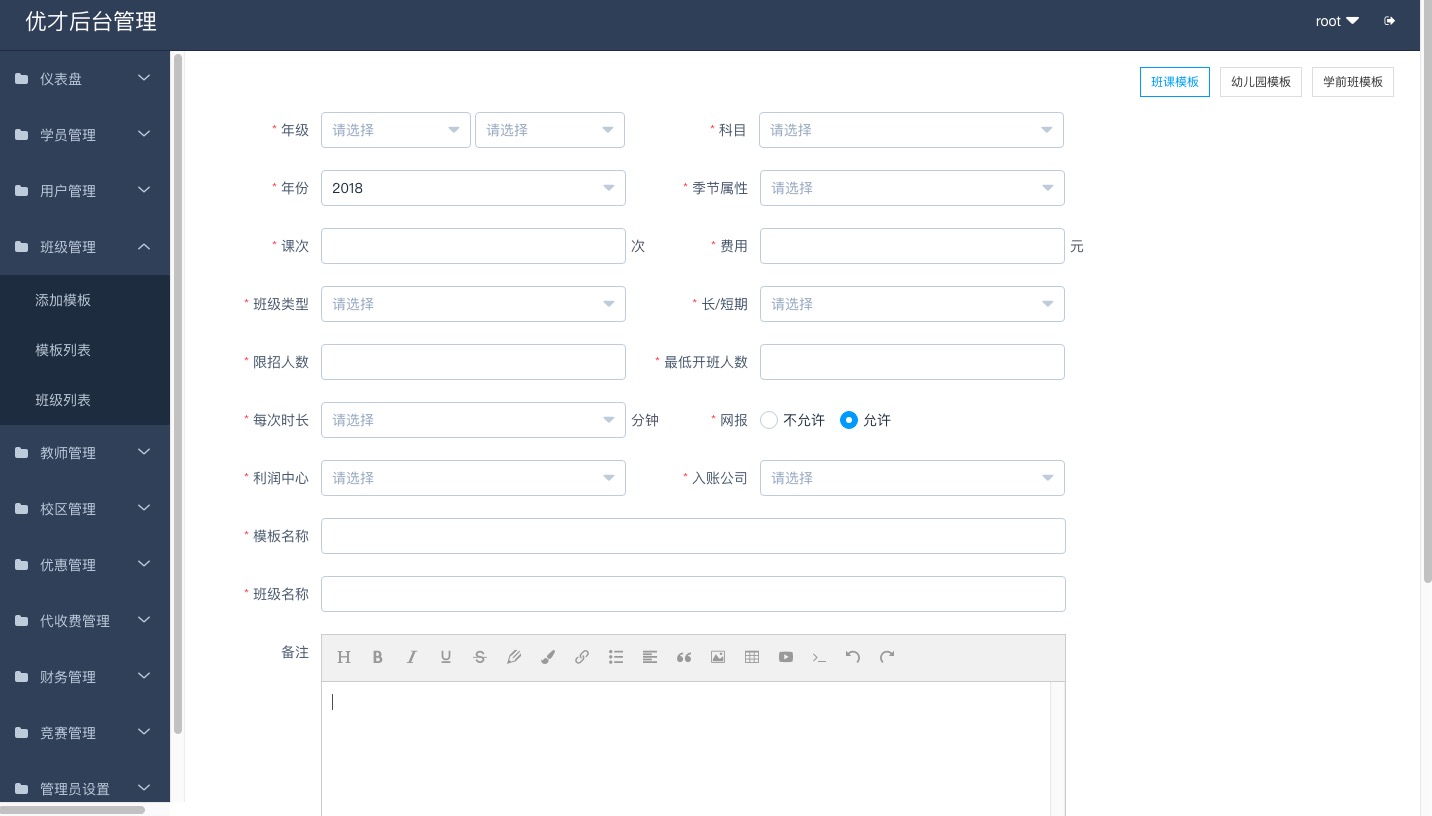 优才后台管理
root
仪表盘
学员管理
用户管理
班级管理
添加模板
模板列表
班级列表
教师管理
校区管理
优惠管理
代收费管理
财务管理
竞赛管理
管理员设置
班课模板 幼儿园模板 学前班模板
* 年级 请选择 请选择 * 科目 请选择
* 年份 2018 * 季节属性 请选择
* 课次 次 * 费用 元
* 班级类型 请选择 * 长/短期 请选择
* 限招人数 * 最低开班人数
* 每次时长 请选择 分钟 * 网报 不允许 允许
* 利润中心 请选择 * 入账公司 请选择
* 模板名称
* 班级名称
备注